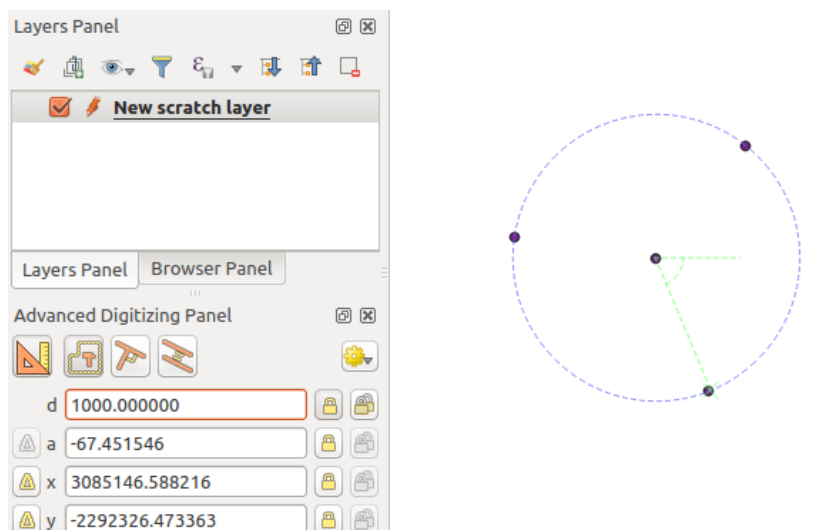 Layers Panel
New scratch layer
Layers Panel
Browser Panel
Advanced Digitizing Panel
d 1000.000000
a -67.451546
x 3085146.588216
y -2292326.473363